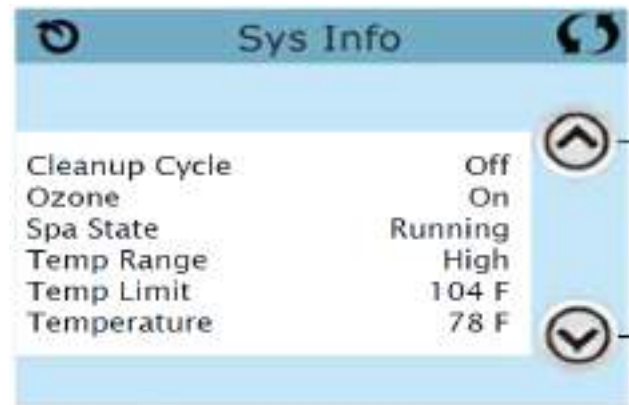 Sys Info
Cleanup Cycle Off
Ozone On
Spa State Running
Temp Range High
Temp Limit 104 F
Temperature 78 F